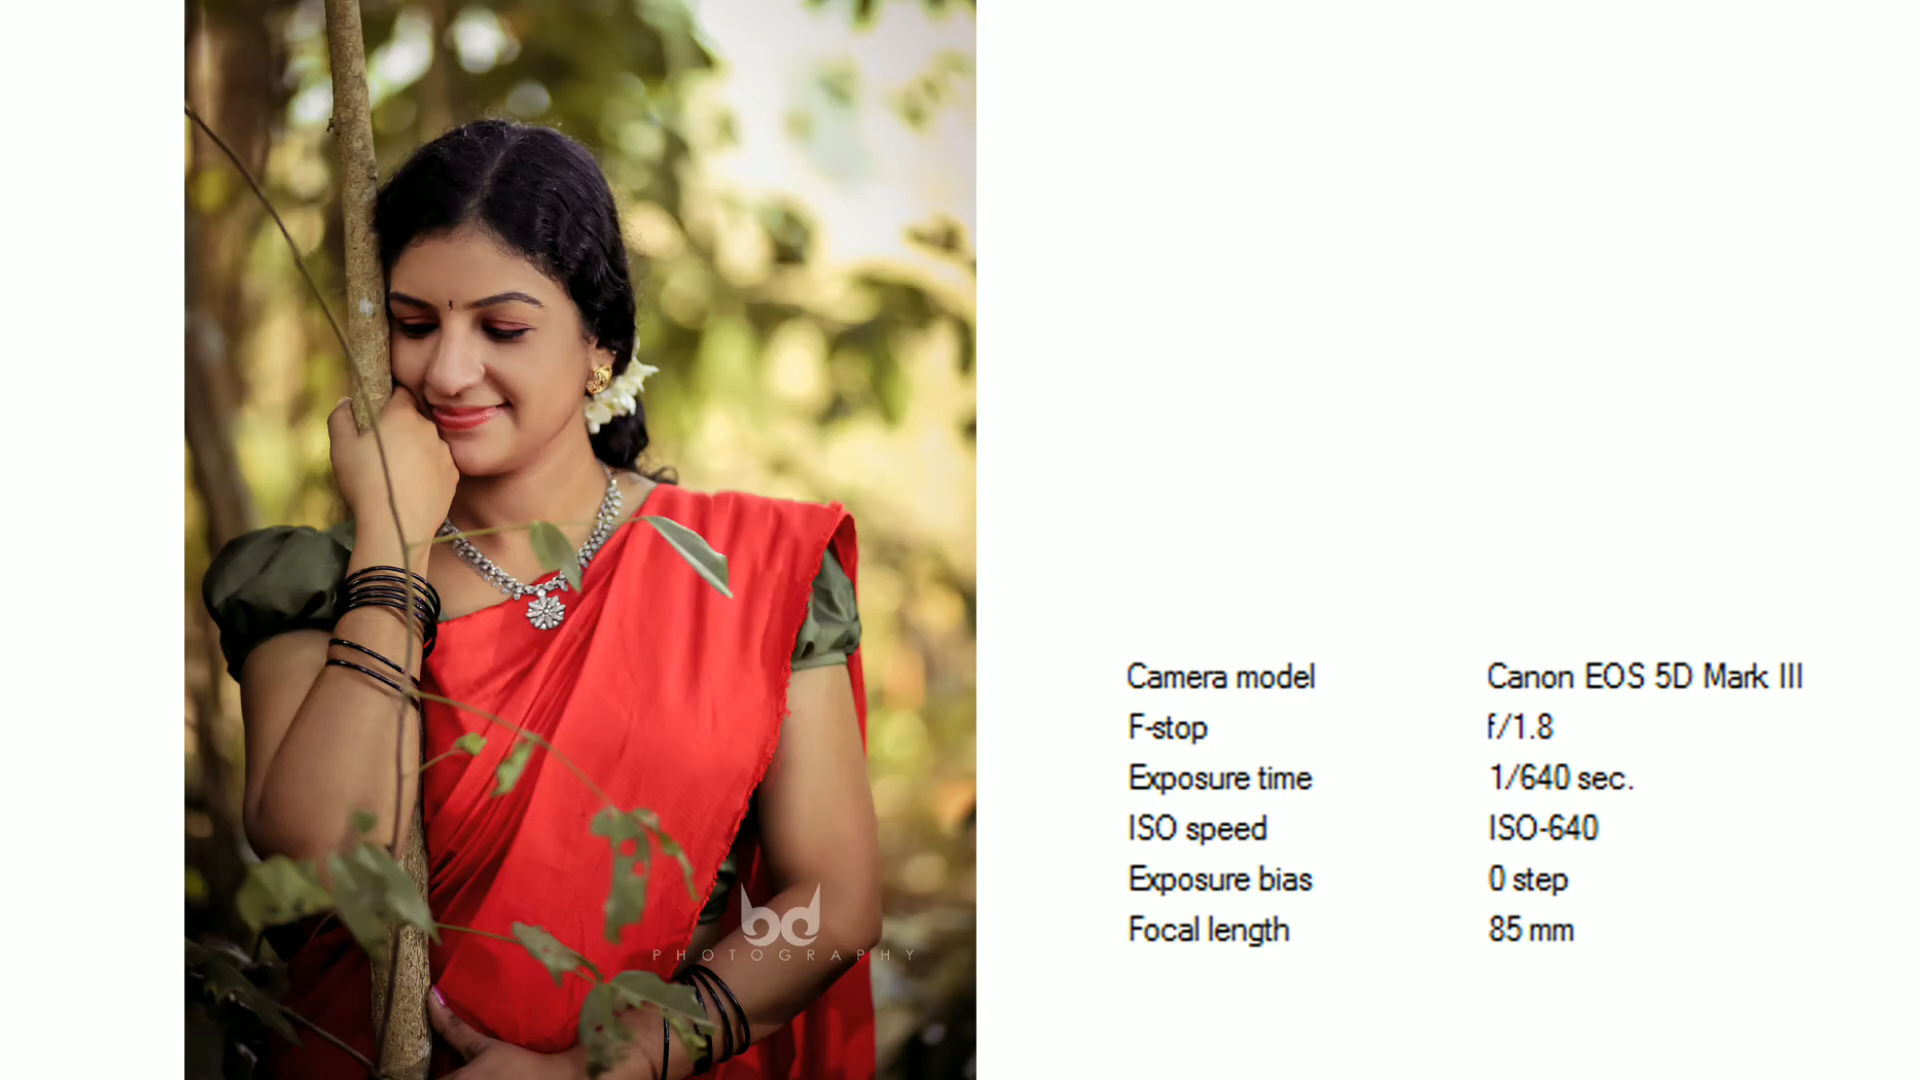 bd
PHOTOGRAPHY
Camera model Canon EOS 5D Mark III
F-stop f/1.8
Exposure time 1/640 sec.
ISO speed ISO-640
Exposure bias 0 step
Focal length 85 mm